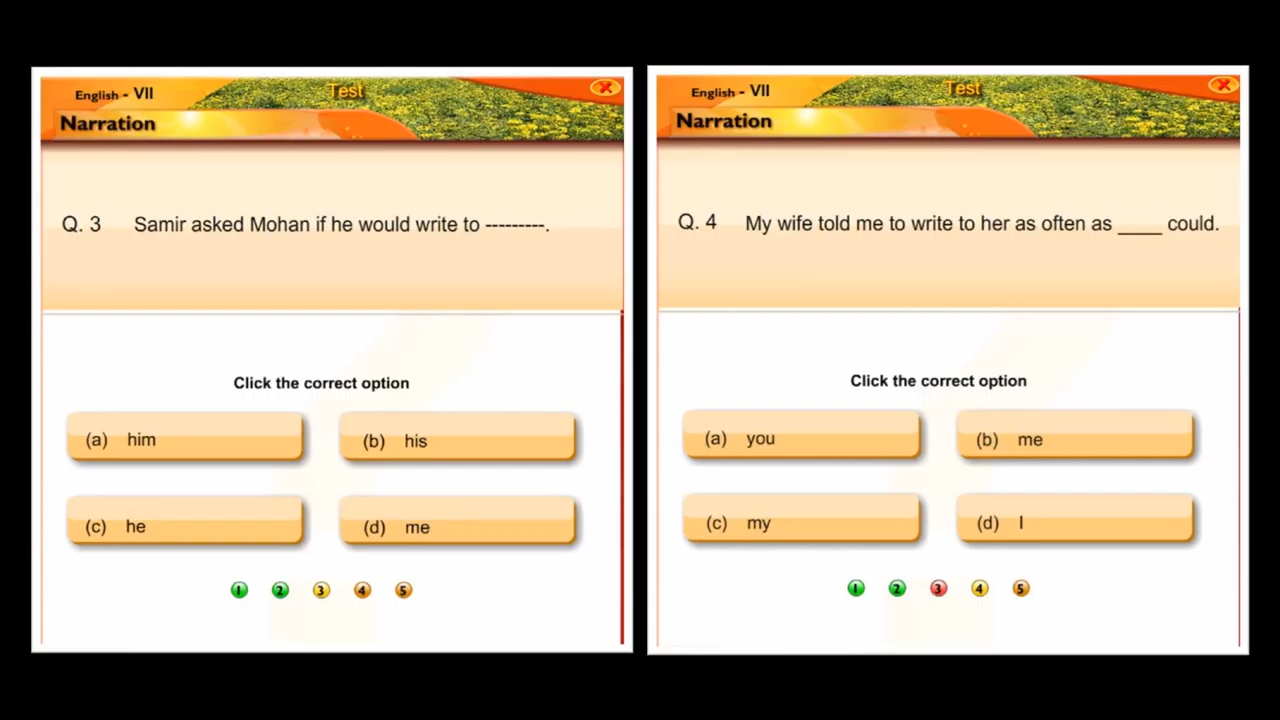 English - VII
Test
Narration
Q. 3 Samir asked Mohan if he would write to ---------.
Click the correct option
(a) him
(b) his
(c) he
(d) me
1 2 3 4 5
English - VII
Test
Narration
Q. 4 My wife told me to write to her as often as ____ could.
Click the correct option
(a) you
(b) me
(c) my
(d) I
1 2 3 4 5